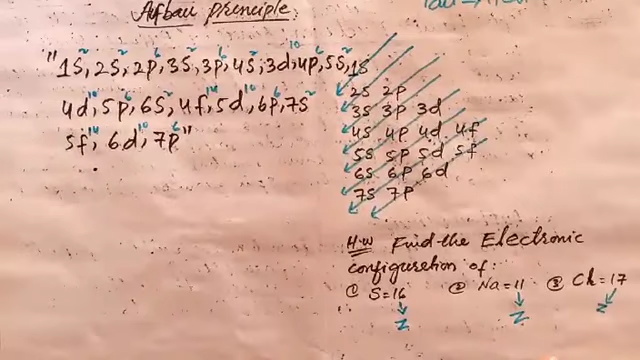 Aufbau principle
"1S², 2S², 2p⁶, 3S², 3p⁶, 4S², 3d¹⁰, 4p⁶, 5S², 
4d¹⁰, 5p⁶, 6S², 4f¹⁴, 5d¹⁰, 6p⁶, 7S²
5f¹⁴, 6d¹⁰, 7p⁶"
1S
2S 2p
3S 3p 3d
4S 4p 4d 4f
5S 5p 5d 5f
6S 6p 6d
7S 7p
H.W Find the Electronic
configuration of:
① S=16 ② Na=11 ③ Ch=17
Z Z Z